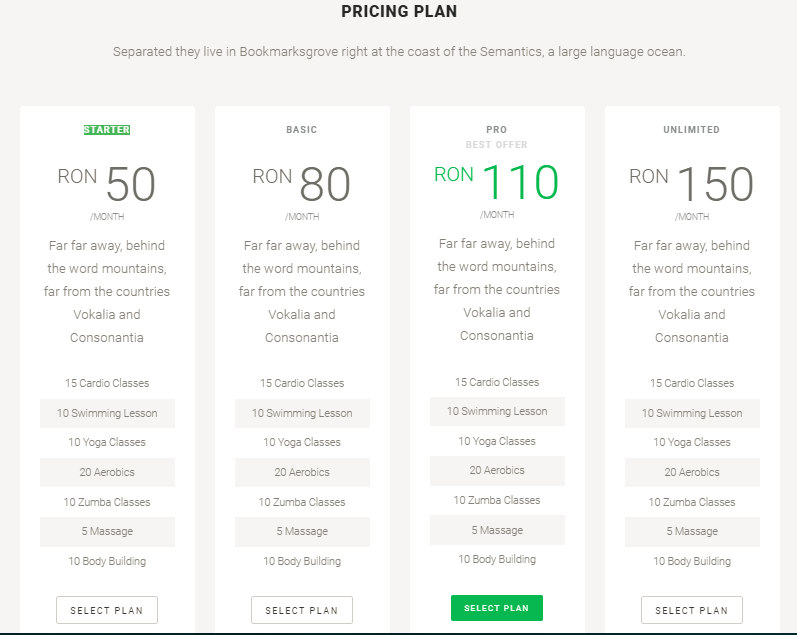 PRICING PLAN
Separated they live in Bookmarksgrove right at the coast of the Semantics, a large language ocean.
STARTER
RON 50
/MONTH
Far far away, behind
the word mountains,
far from the countries
Vokalia and
Consonantia
15 Cardio Classes
10 Swimming Lesson
10 Yoga Classes
20 Aerobics
10 Zumba Classes
5 Massage
10 Body Building
SELECT PLAN
BASIC
RON 80
/MONTH
Far far away, behind
the word mountains,
far from the countries
Vokalia and
Consonantia
15 Cardio Classes
10 Swimming Lesson
10 Yoga Classes
20 Aerobics
10 Zumba Classes
5 Massage
10 Body Building
SELECT PLAN
PRO
BEST OFFER
RON 110
/MONTH
Far far away, behind
the word mountains,
far from the countries
Vokalia and
Consonantia
15 Cardio Classes
10 Swimming Lesson
10 Yoga Classes
20 Aerobics
10 Zumba Classes
5 Massage
10 Body Building
SELECT PLAN
UNLIMITED
RON 150
/MONTH
Far far away, behind
the word mountains,
far from the countries
Vokalia and
Consonantia
15 Cardio Classes
10 Swimming Lesson
10 Yoga Classes
20 Aerobics
10 Zumba Classes
5 Massage
10 Body Building
SELECT PLAN